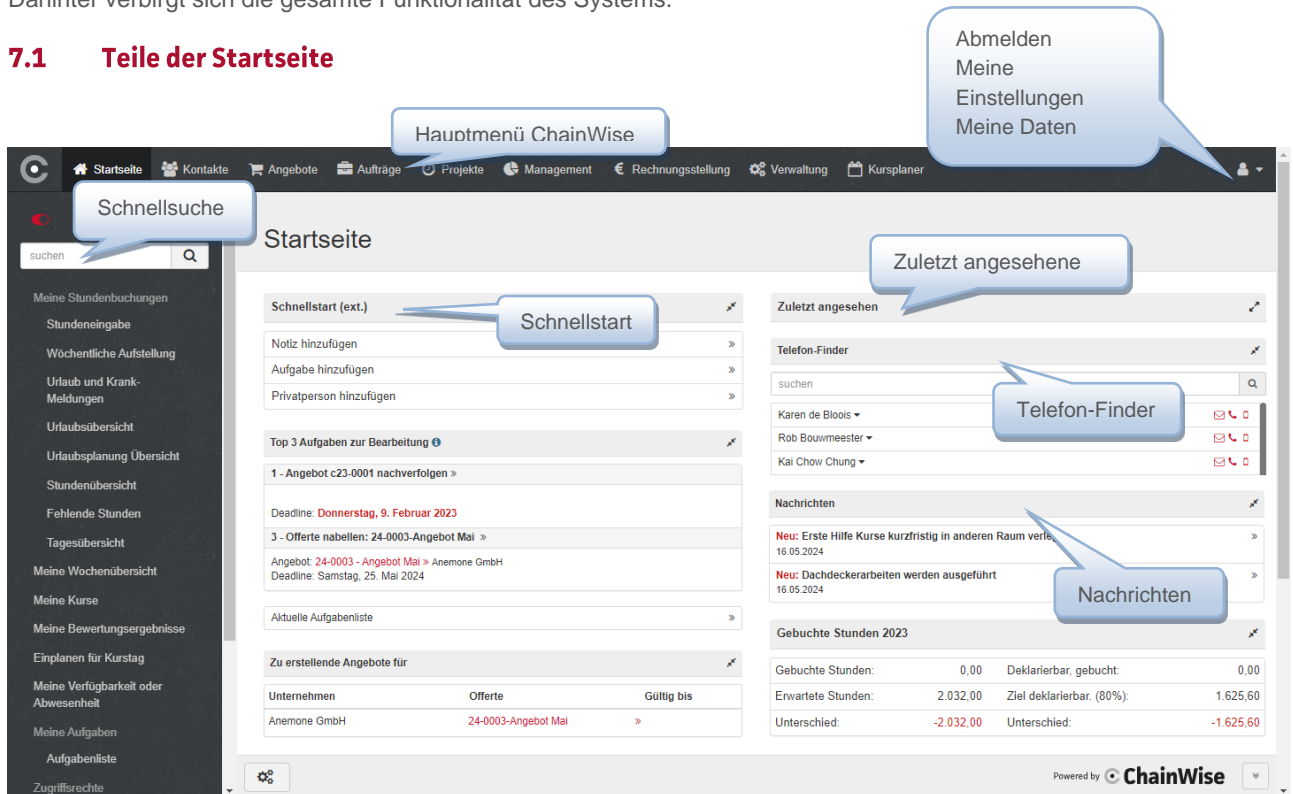 Dahinter verbirgt sich die gesamte Funktionalität des Systems.
7.1 Teile der Startseite
Abmelden
Meine
Einstellungen
Meine Daten
Hauptmenü ChainWise
Startseite Kontakte Angebote Aufträge Projekte Management € Rechnungsstellung Verwaltung Kursplaner
Schnellsuche
suchen
Meine Stundenbuchungen
Stundeneingabe
Wöchentliche Aufstellung
Urlaub und Krank-
Meldungen
Urlaubsübersicht
Urlaubsplanung Übersicht
Stundenübersicht
Fehlende Stunden
Tagesübersicht
Meine Wochenübersicht
Meine Kurse
Meine Bewertungsergebnisse
Einplanen für Kurstag
Meine Verfügbarkeit oder
Abwesenheit
Meine Aufgaben
Aufgabenliste
Zugriffsrechte
Startseite
Schnellstart (ext.)
Schnellstart
Notiz hinzufügen »
Aufgabe hinzufügen »
Privatperson hinzufügen »
Top 3 Aufgaben zur Bearbeitung
1 - Angebot c23-0001 nachverfolgen »
Deadline: Donnerstag, 9. Februar 2023
3 - Offerte nabellen: 24-0003-Angebot Mai »
Angebot: 24-0003 - Angebot Mai » Anemone GmbH
Deadline: Samstag, 25. Mai 2024
Aktuelle Aufgabenliste »
Zu erstellende Angebote für
Unternehmen Offerte Gültig bis
Anemone GmbH 24-0003-Angebot Mai »
Zuletzt angesehene
Zuletzt angesehen
Telefon-Finder
suchen
Telefon-Finder
Karen de Bloois
Rob Bouwmeester
Kai Chow Chung
Nachrichten
Neu: Erste Hilfe Kurse kurzfristig in anderen Raum »
16.05.2024
Neu: Dachdeckerarbeiten werden ausgeführt »
16.05.2024
Nachrichten
Gebuchte Stunden 2023
Gebuchte Stunden: 0,00 Deklarierbar, gebucht: 0,00
Erwartete Stunden: 2.032,00 Ziel deklarierbar. (80%): 1.625,60
Unterschied: -2.032,00 Unterschied: -1.625,60
Powered by ChainWise